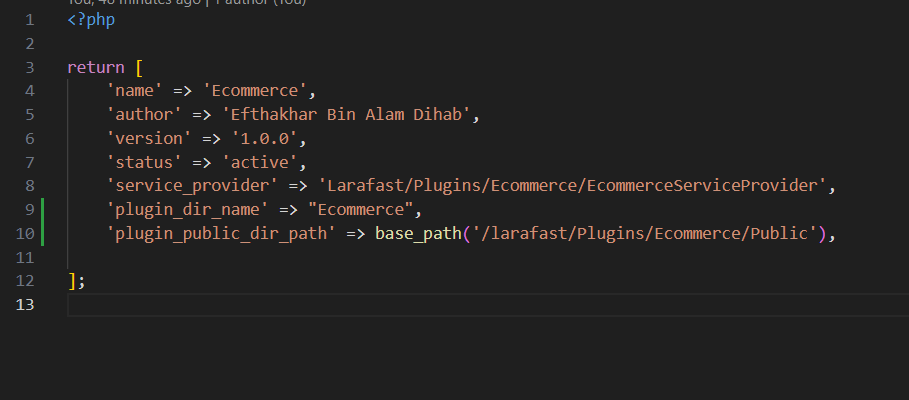 You, 48 minutes ago | 1 author (You)
1 <?php
2
3 return [
4 'name' => 'Ecommerce',
5 'author' => 'Efthakhar Bin Alam Dihab',
6 'version' => '1.0.0',
7 'status' => 'active',
8 'service_provider' => 'Larafast/Plugins/Ecommerce/EcommerceServiceProvider',
9 'plugin_dir_name' => "Ecommerce",
10 'plugin_public_dir_path' => base_path('/larafast/Plugins/Ecommerce/Public'),
11
12 ];
13